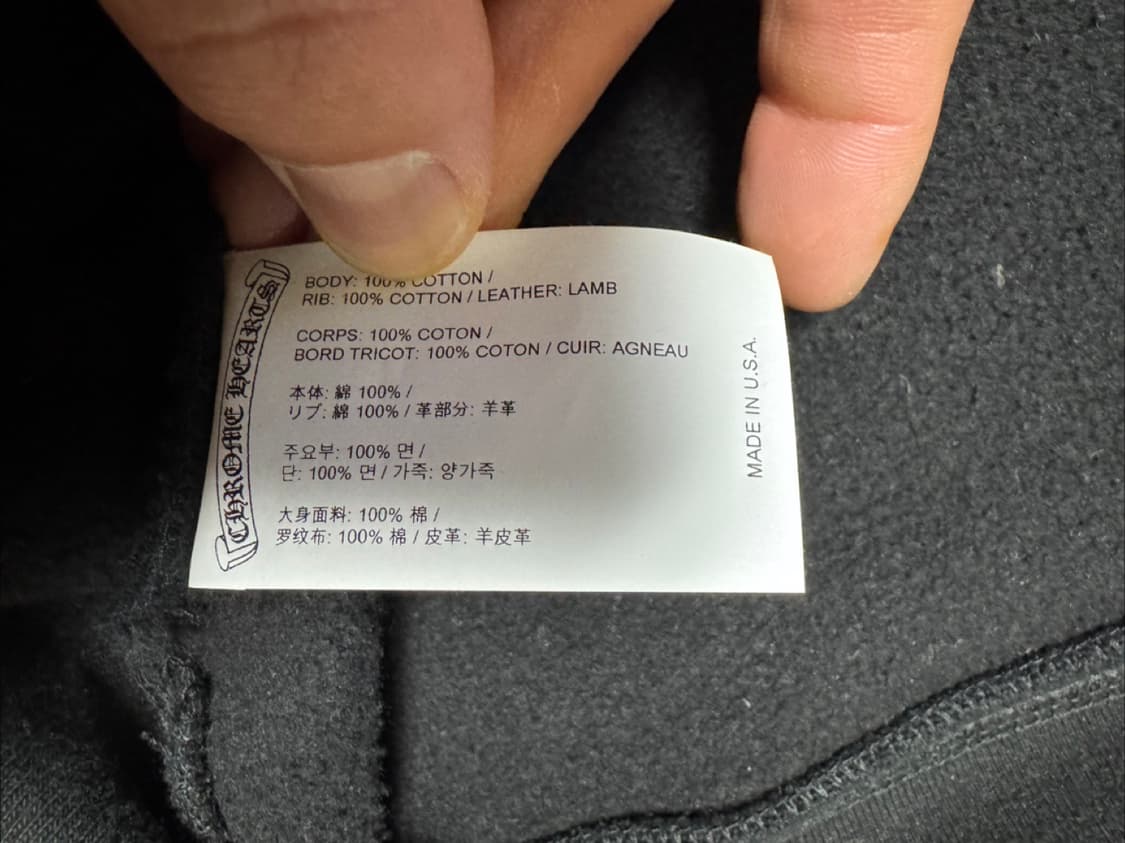 CHROME HEARTS
BODY: 100% COTTON /
RIB: 100% COTTON / LEATHER: LAMB
CORPS: 100% COTON /
BORD TRICOT: 100% COTON / CUIR: AGNEAU
本体: 綿 100% /
リブ: 綿 100% / 革部分: 羊革
주요부: 100% 면 /
단: 100% 면 / 가죽: 양가죽
大身面料: 100% 棉 /
罗纹布: 100% 棉 / 皮革: 羊皮革
MADE IN U.S.A.